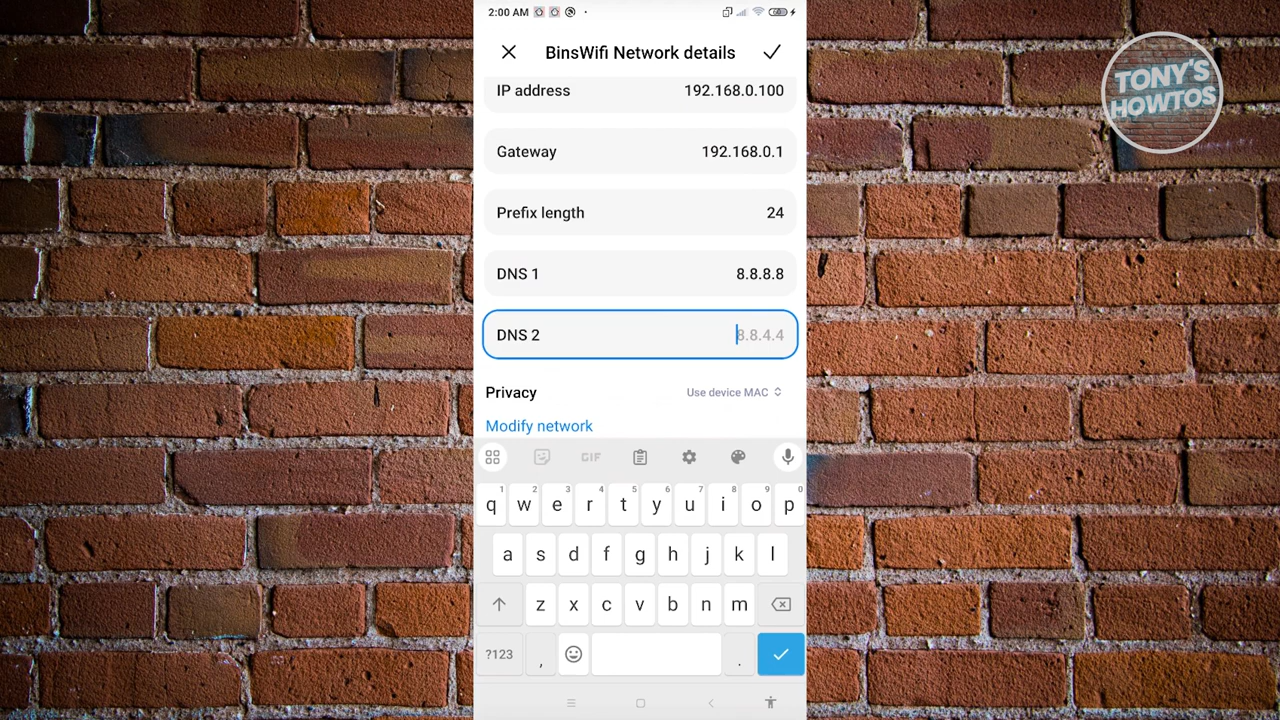 2:00 AM
BinsWifi Network details
TONY'S
HOWTOS
IP address 192.168.0.100
Gateway 192.168.0.1
Prefix length 24
DNS 1 8.8.8.8
DNS 2 8.8.4.4
Privacy Use device MAC
Modify network
GIF
1 2 3 4 5 6 7 8 9 0
q w e r t y u i o p
a s d f g h j k l
z x c v b n m
?123 , .